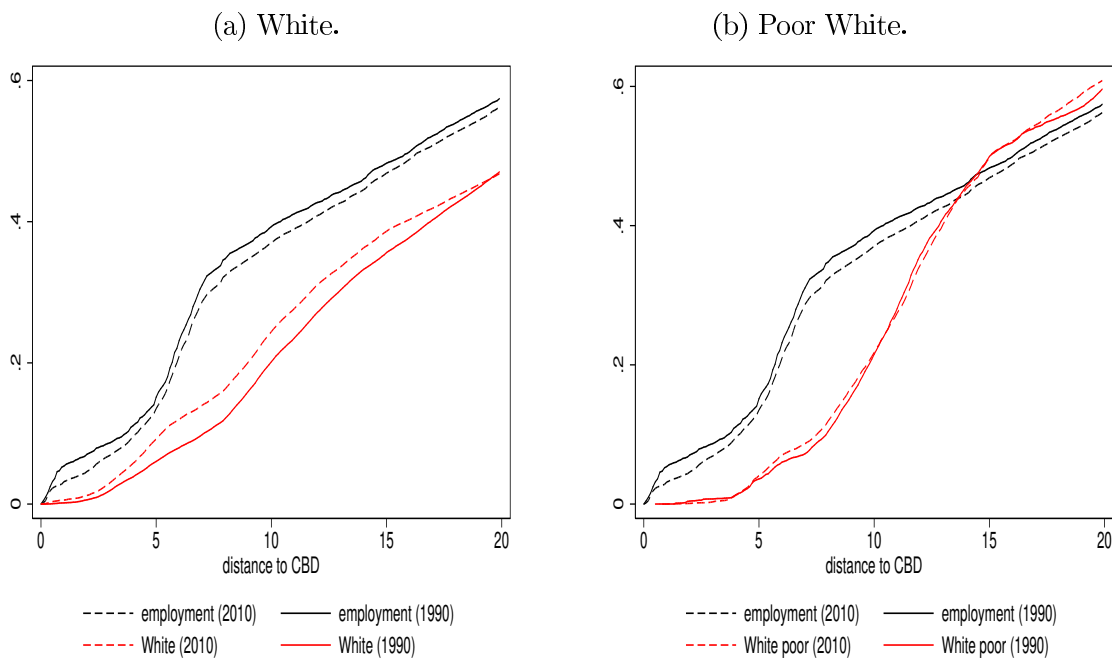 (a) White.
.6
.4
.2
0
0 5 10 15 20
distance to CBD
employment (2010) employment (1990)
White (2010) White (1990)
(b) Poor White.
.6
.4
.2
0
0 5 10 15 20
distance to CBD
employment (2010) employment (1990)
White poor (2010) White poor (1990)